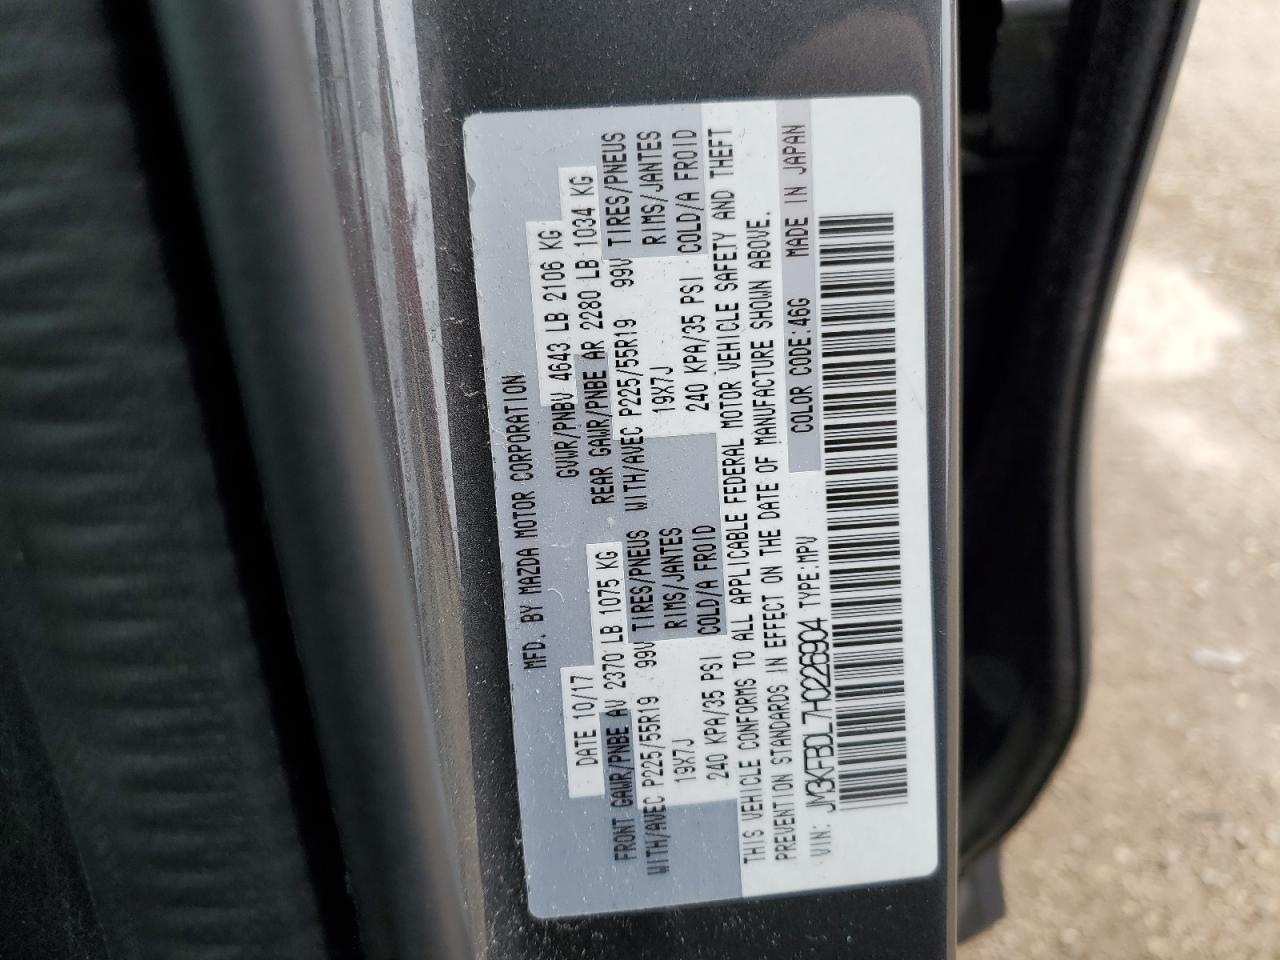 MFD. BY MAZDA MOTOR CORPORATION
DATE 10/17 GVWR/PNBV 4643 LB 2106 KG
FRONT GAWR/PNBE AV 2370 LB 1075 KG REAR GAWR/PNBE AR 2280 LB 1034 KG
WITH/AVEC P225/55R19 99V TIRES/PNEUS WITH/AVEC P225/55R19 99V TIRES/PNEUS
19X7J RIMS/JANTES 19X7J RIMS/JANTES
240 KPA/35 PSI COLD/A FROID 240 KPA/35 PSI COLD/A FROID
THIS VEHICLE CONFORMS TO ALL APPLICABLE FEDERAL MOTOR VEHICLE SAFETY AND THEFT
PREVENTION STANDARDS IN EFFECT ON THE DATE OF MANUFACTURE SHOWN ABOVE.
VIN: JM3KFBDL7H0226904 TYPE:MPV COLOR CODE:46G MADE IN JAPAN